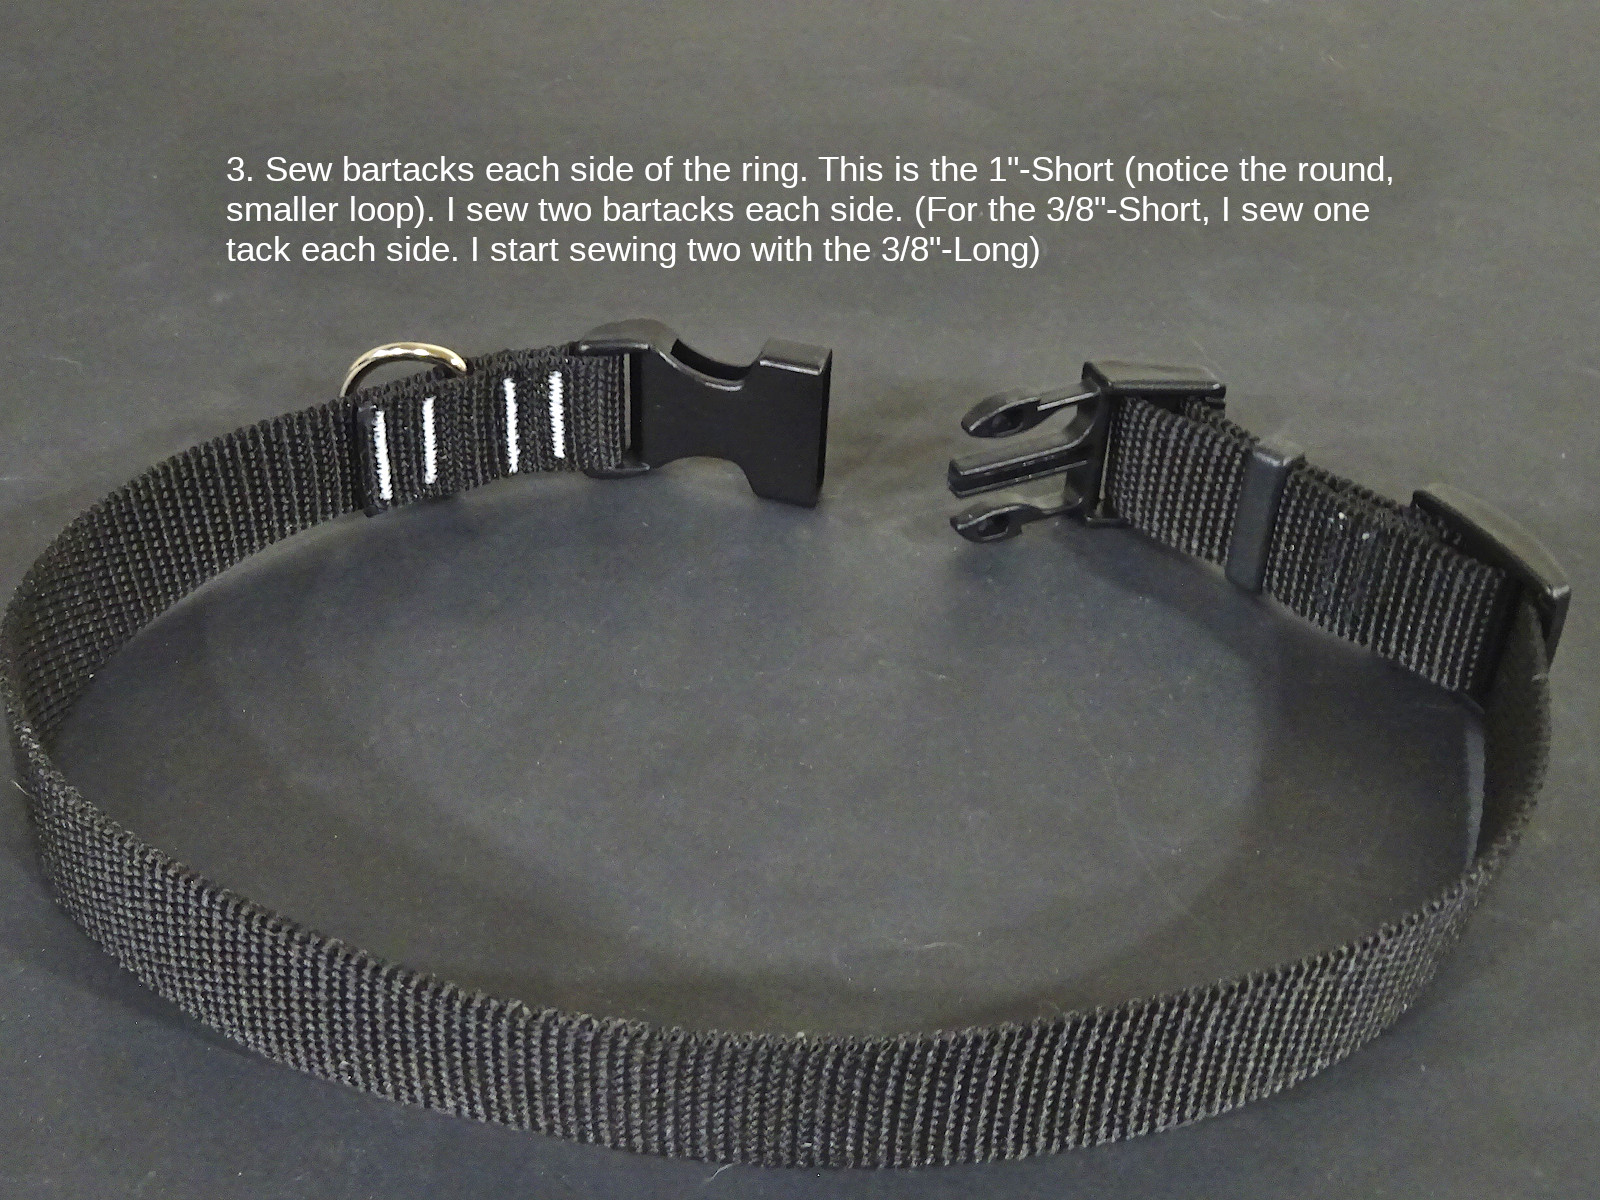 3. Sew bartacks each side of the ring. This is the 1"-Short (notice the round,
smaller loop). I sew two bartacks each side. (For the 3/8"-Short, I sew one
tack each side. I start sewing two with the 3/8"-Long)